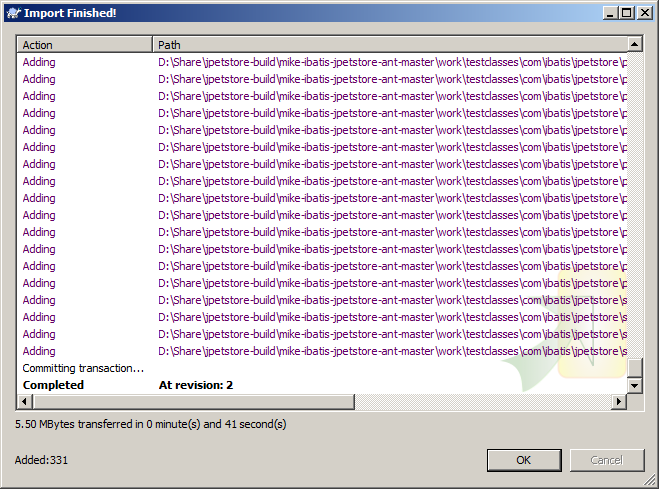 Import Finished!
Action Path
Adding D:\Share\jpetstore-build\mike-ibatis-jpetstore-ant-master\work\testclasses\com\ibatis\jpetstore\p
Adding D:\Share\jpetstore-build\mike-ibatis-jpetstore-ant-master\work\testclasses\com\ibatis\jpetstore\p
Adding D:\Share\jpetstore-build\mike-ibatis-jpetstore-ant-master\work\testclasses\com\ibatis\jpetstore\p
Adding D:\Share\jpetstore-build\mike-ibatis-jpetstore-ant-master\work\testclasses\com\ibatis\jpetstore\p
Adding D:\Share\jpetstore-build\mike-ibatis-jpetstore-ant-master\work\testclasses\com\ibatis\jpetstore\p
Adding D:\Share\jpetstore-build\mike-ibatis-jpetstore-ant-master\work\testclasses\com\ibatis\jpetstore\p
Adding D:\Share\jpetstore-build\mike-ibatis-jpetstore-ant-master\work\testclasses\com\ibatis\jpetstore\p
Adding D:\Share\jpetstore-build\mike-ibatis-jpetstore-ant-master\work\testclasses\com\ibatis\jpetstore\p
Adding D:\Share\jpetstore-build\mike-ibatis-jpetstore-ant-master\work\testclasses\com\ibatis\jpetstore\p
Adding D:\Share\jpetstore-build\mike-ibatis-jpetstore-ant-master\work\testclasses\com\ibatis\jpetstore\p
Adding D:\Share\jpetstore-build\mike-ibatis-jpetstore-ant-master\work\testclasses\com\ibatis\jpetstore\p
Adding D:\Share\jpetstore-build\mike-ibatis-jpetstore-ant-master\work\testclasses\com\ibatis\jpetstore\p
Adding D:\Share\jpetstore-build\mike-ibatis-jpetstore-ant-master\work\testclasses\com\ibatis\jpetstore\p
Adding D:\Share\jpetstore-build\mike-ibatis-jpetstore-ant-master\work\testclasses\com\ibatis\jpetstore\s
Adding D:\Share\jpetstore-build\mike-ibatis-jpetstore-ant-master\work\testclasses\com\ibatis\jpetstore\s
Adding D:\Share\jpetstore-build\mike-ibatis-jpetstore-ant-master\work\testclasses\com\ibatis\jpetstore\s
Adding D:\Share\jpetstore-build\mike-ibatis-jpetstore-ant-master\work\testclasses\com\ibatis\jpetstore\s
Adding D:\Share\jpetstore-build\mike-ibatis-jpetstore-ant-master\work\testclasses\com\ibatis\jpetstore\s
Committing transaction...
Completed At revision: 2
5.50 MBytes transferred in 0 minute(s) and 41 second(s)
Added:331 OK Cancel